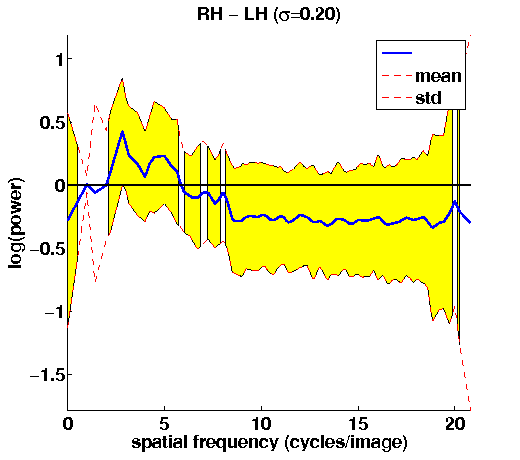 RH − LH (σ=0.20)
mean
std
1
0.5
0
−0.5
−1
−1.5
log(power)
0 5 10 15 20
spatial frequency (cycles/image)